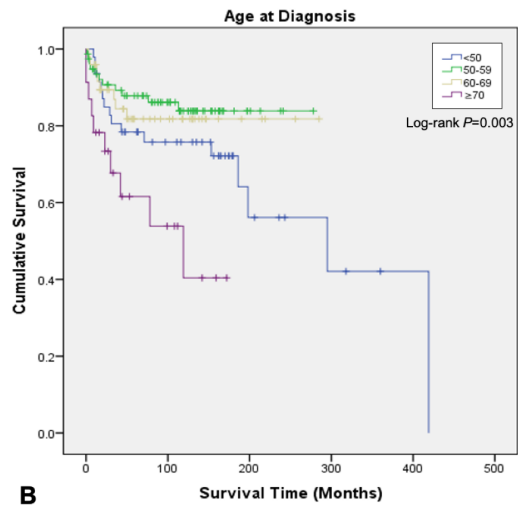 Age at Diagnosis
1.0
0.8
0.6
0.4
0.2
0.0
Cumulative Survival
<50
50-59
60-69
≥70
Log-rank P=0.003
0 100 200 300 400 500
Survival Time (Months)
B